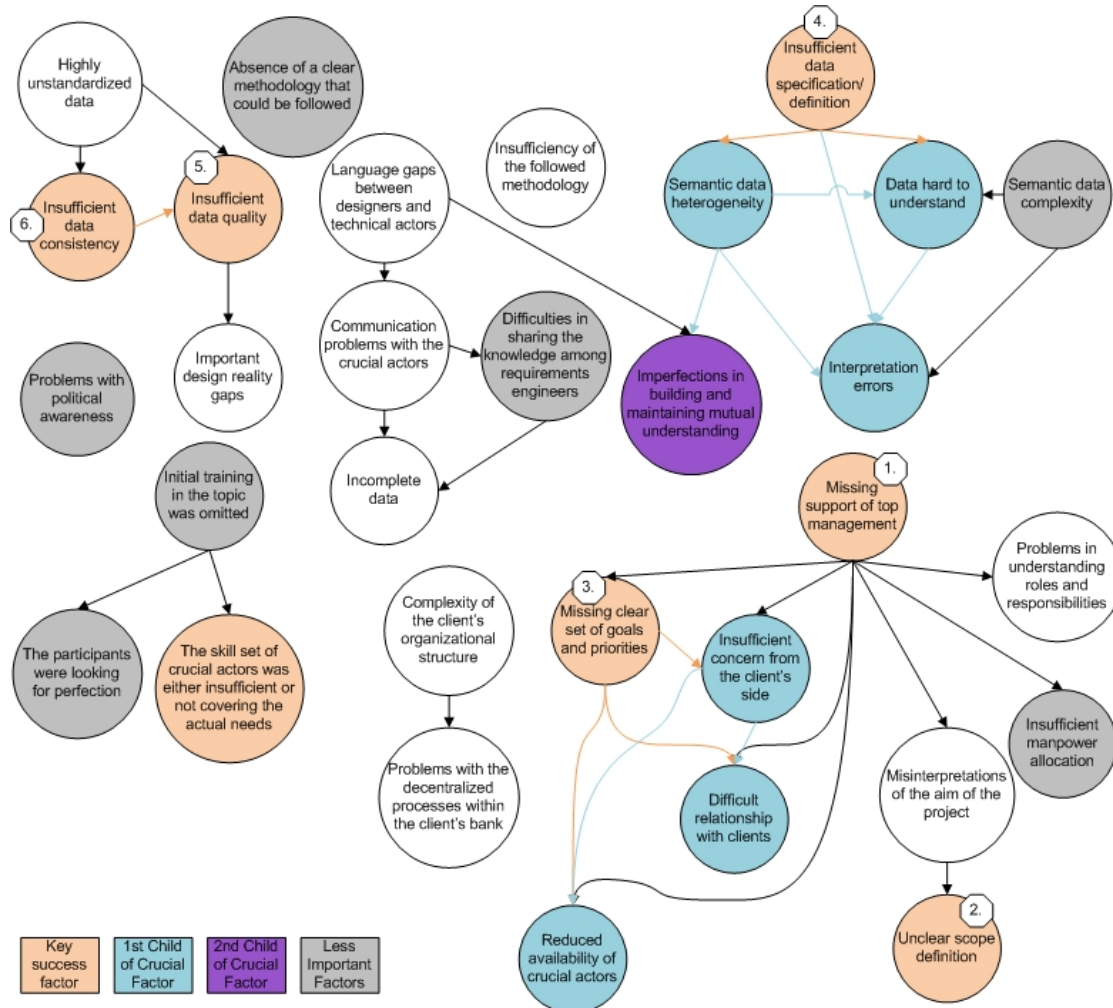 Highly
unstandardized
data
Absence of a clear
methodology that
could be followed
4.
Insufficient
data
specification/
definition
5.
Insufficient
data quality
6.
Insufficient
data
consistency
Language gaps
between
designers and
technical actors
Insufficiency of
the followed
methodology
Semantic data
heterogeneity
Data hard to
understand
Semantic data
complexity
Problems with
political
awareness
Important
design reality
gaps
Communication
problems with the
crucial actors
Difficulties in
sharing the
knowledge among
requirements
engineers
Imperfections in
building and
maintaining mutual
understanding
Interpretation
errors
Initial training
in the topic
was omitted
Incomplete
data
1.
Missing
support of top
management
The participants
were looking
for perfection
The skill set of
crucial actors was
either insufficient or
not covering the
actual needs
Complexity of
the client's
organizational
structure
3.
Missing clear
set of goals
and priorities
Insufficient
concern from
the client's
side
Problems in
understanding
roles and
responsibilities
Problems with the
decentralized
processes within
the client's bank
Difficult
relationship
with clients
Misinterpretations
of the aim of the
project
Insufficient
manpower
allocation
Reduced
availability of
crucial actors
2.
Unclear scope
definition
Key
success
factor
1st Child
of Crucial
Factor
2nd Child
of Crucial
Factor
Less
Important
Factors